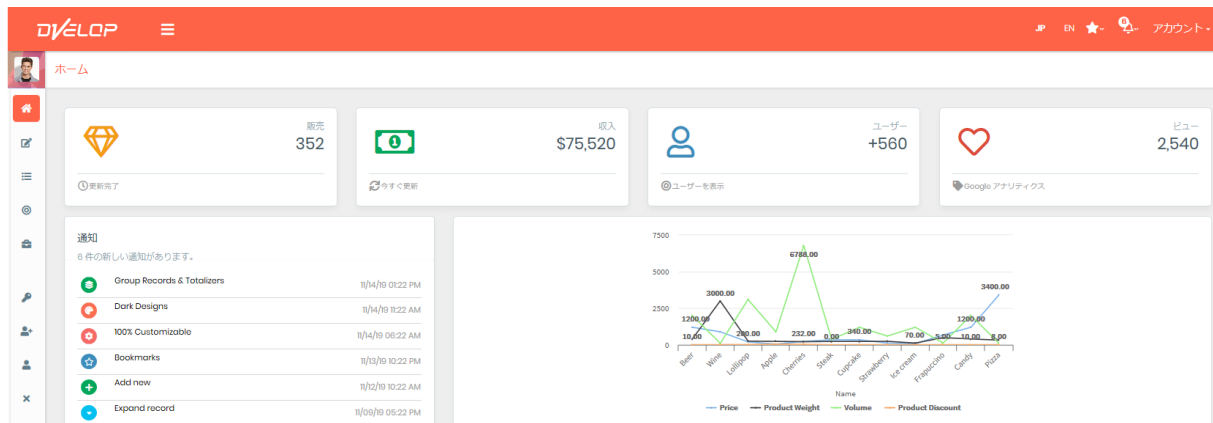 DVELOP
JP EN 6 アカウント
ホーム
販売
352
更新完了
収入
$75,520
今すぐ更新
ユーザー
+560
ユーザーを表示
ビュー
2,540
Google アナリティクス
通知
6 件の新しい通知があります。
Group Records & Totalizers
11/14/19 01:22 PM
Dark Designs
11/14/19 11:22 AM
100% Customizable
11/14/19 06:22 AM
Bookmarks
11/13/19 10:22 PM
Add new
11/12/19 10:22 AM
Expand record
11/09/19 05:22 PM
7500
5000
2500
0
1200.00
10.00
3000.00
200.00
6788.00
232.00
0.00
340.00
70.00
5.00
1200.00
10.00
3400.00
8.00
Beer
Wine
Lollipop
Apple
Cherries
Steak
Cupcake
Strawberry
Ice cream
Frapuccino
Candy
Pizza
Name
Price Product Weight Volume Product Discount